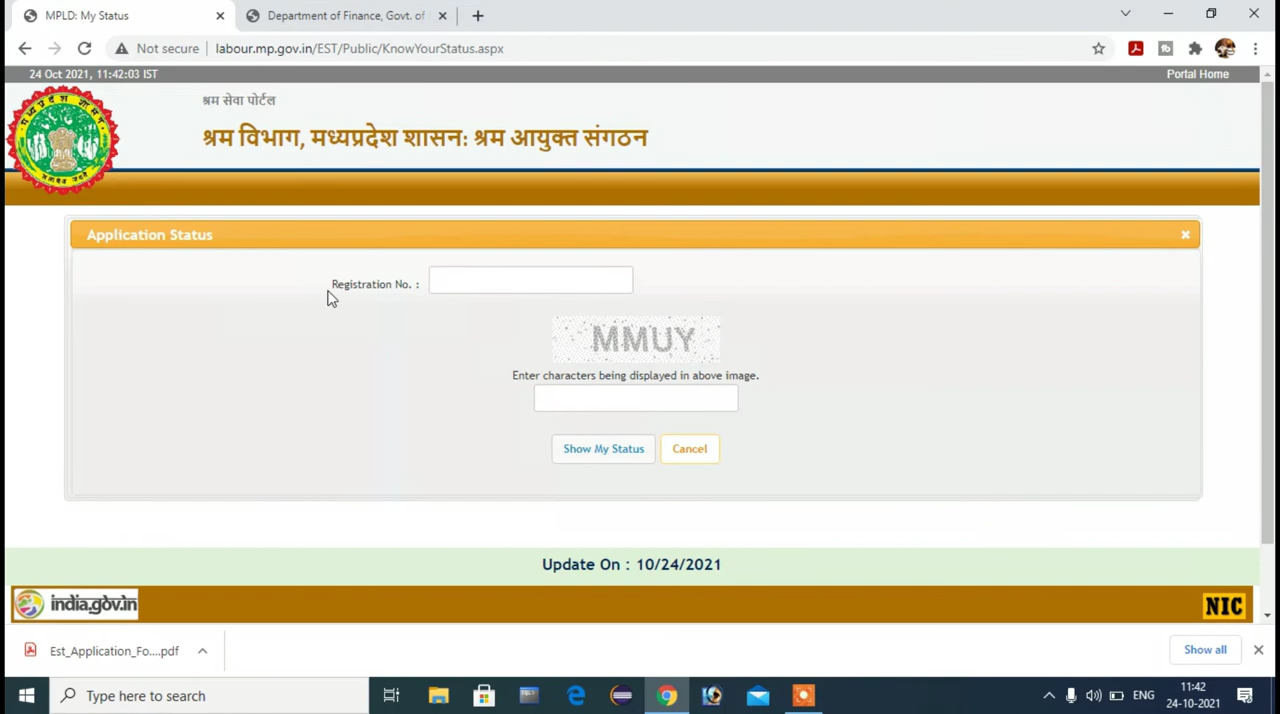 MPLD: My Status
Department of Finance, Govt. of
Not secure
labour.mp.gov.in/EST/Public/KnowYourStatus.aspx
24 Oct 2021, 11:42:03 IST
Portal Home
श्रम सेवा पोर्टल
श्रम विभाग, मध्यप्रदेश शासन: श्रम आयुक्त संगठन
Application Status
Registration No. :
MMUY
Enter characters being displayed in above image.
Show My Status
Cancel
Update On : 10/24/2021
india.gov.in
NIC
Est_Application_Fo....pdf
Show all
Type here to search
ENG
11:42
24-10-2021